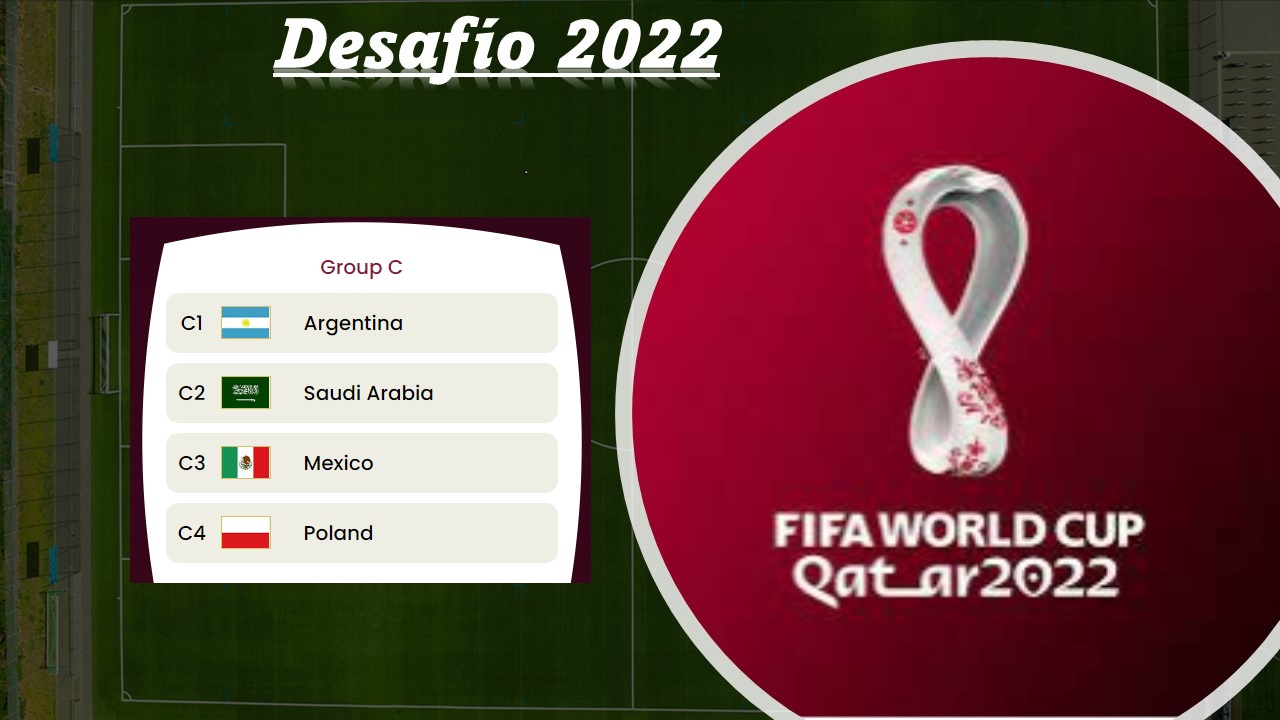 Desafío 2022
Group C
C1 Argentina
C2 Saudi Arabia
C3 Mexico
C4 Poland
FIFA WORLD CUP
Qatar2022